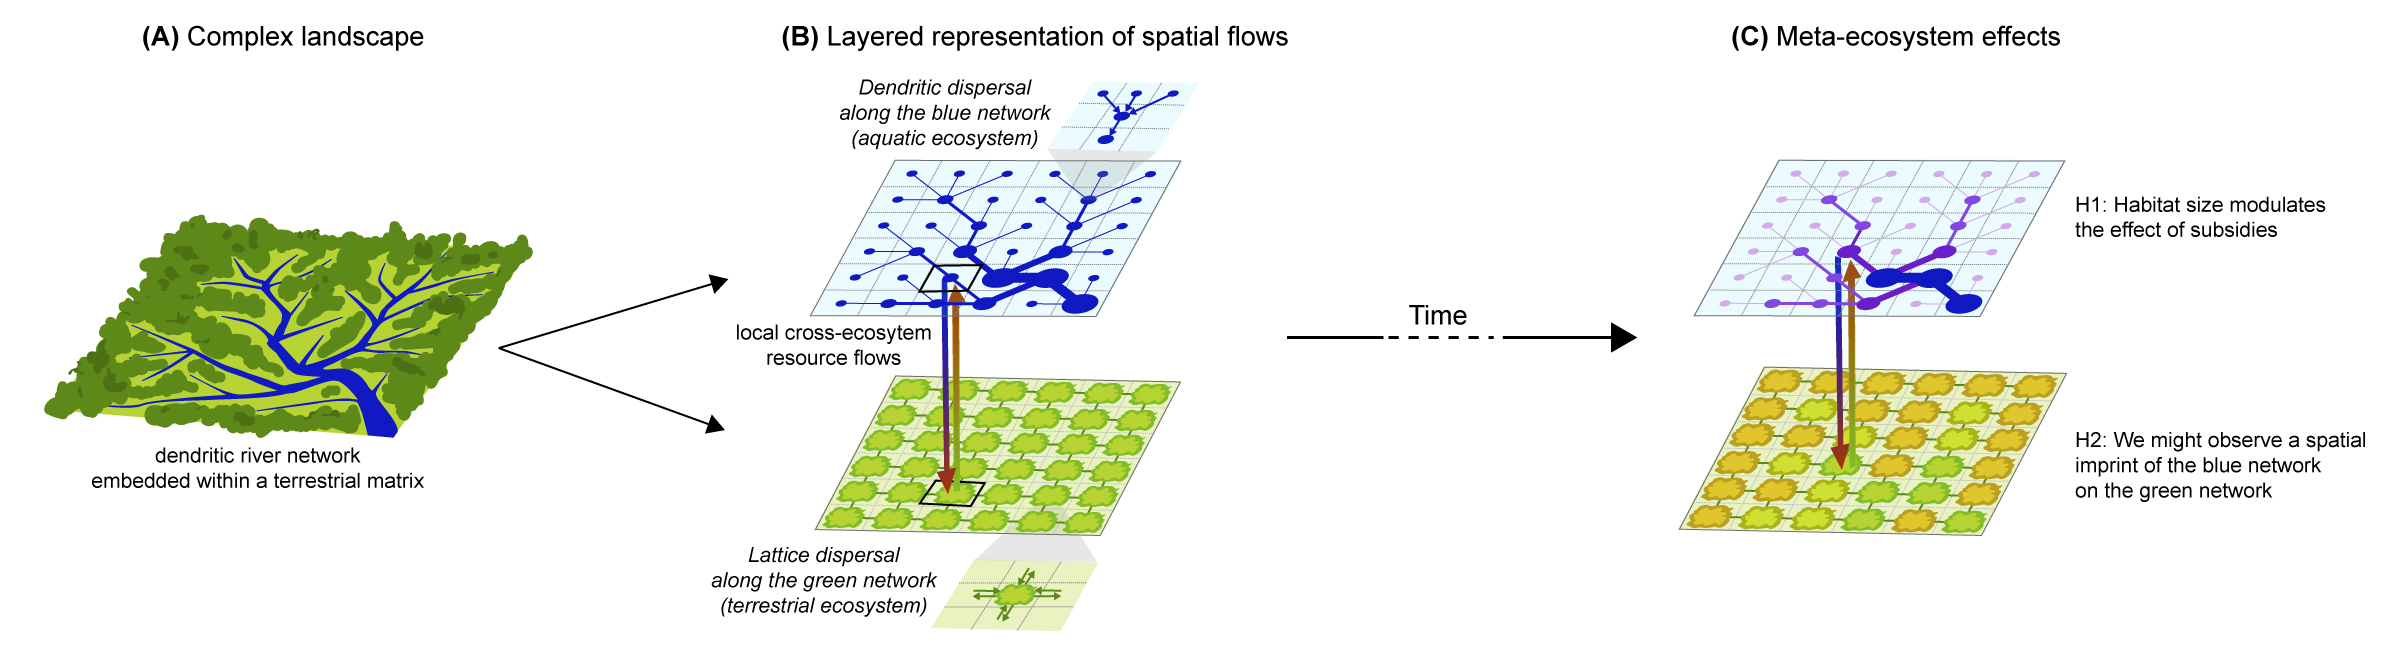 (A) Complex landscape
dendritic river network
embedded within a terrestrial matrix
(B) Layered representation of spatial flows
Dendritic dispersal
along the blue network
(aquatic ecosystem)
local cross-ecosytem
resource flows
Lattice dispersal
along the green network
(terrestrial ecosystem)
Time
(C) Meta-ecosystem effects
H1: Habitat size modulates
the effect of subsidies
H2: We might observe a spatial
imprint of the blue network
on the green network